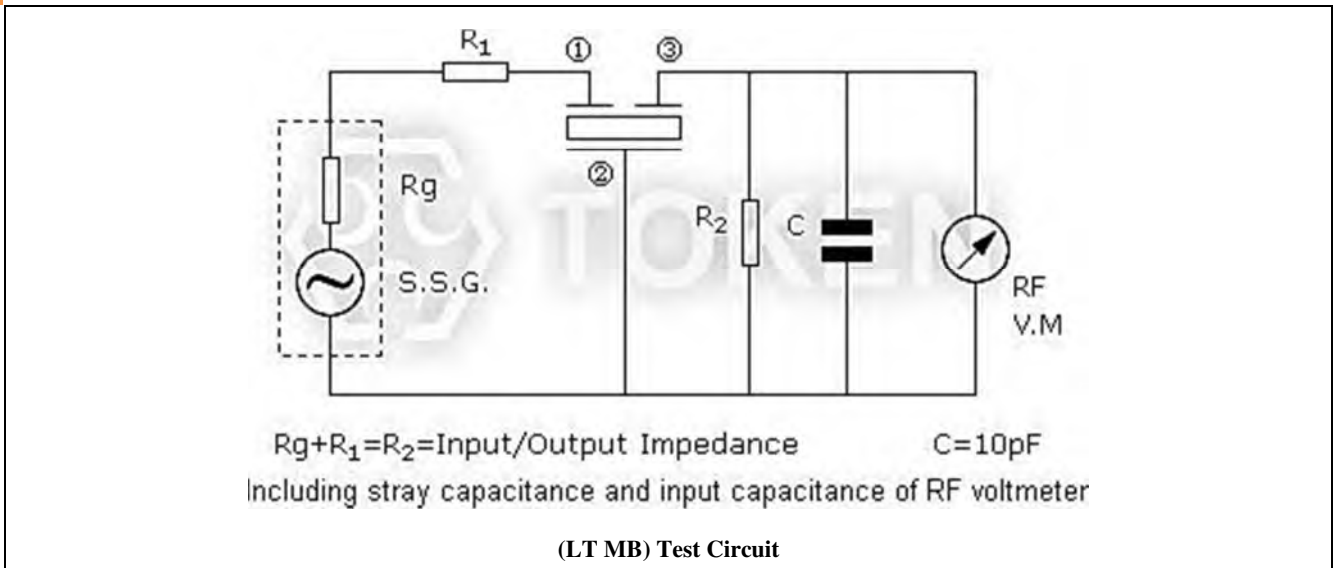 R₁
①
③
②
Rg
S.S.G.
TOKEN
R₂
C
RF
V.M
Rg+R₁=R₂=Input/Output Impedance C=10pF
Including stray capacitance and input capacitance of RF voltmeter
(LT MB) Test Circuit